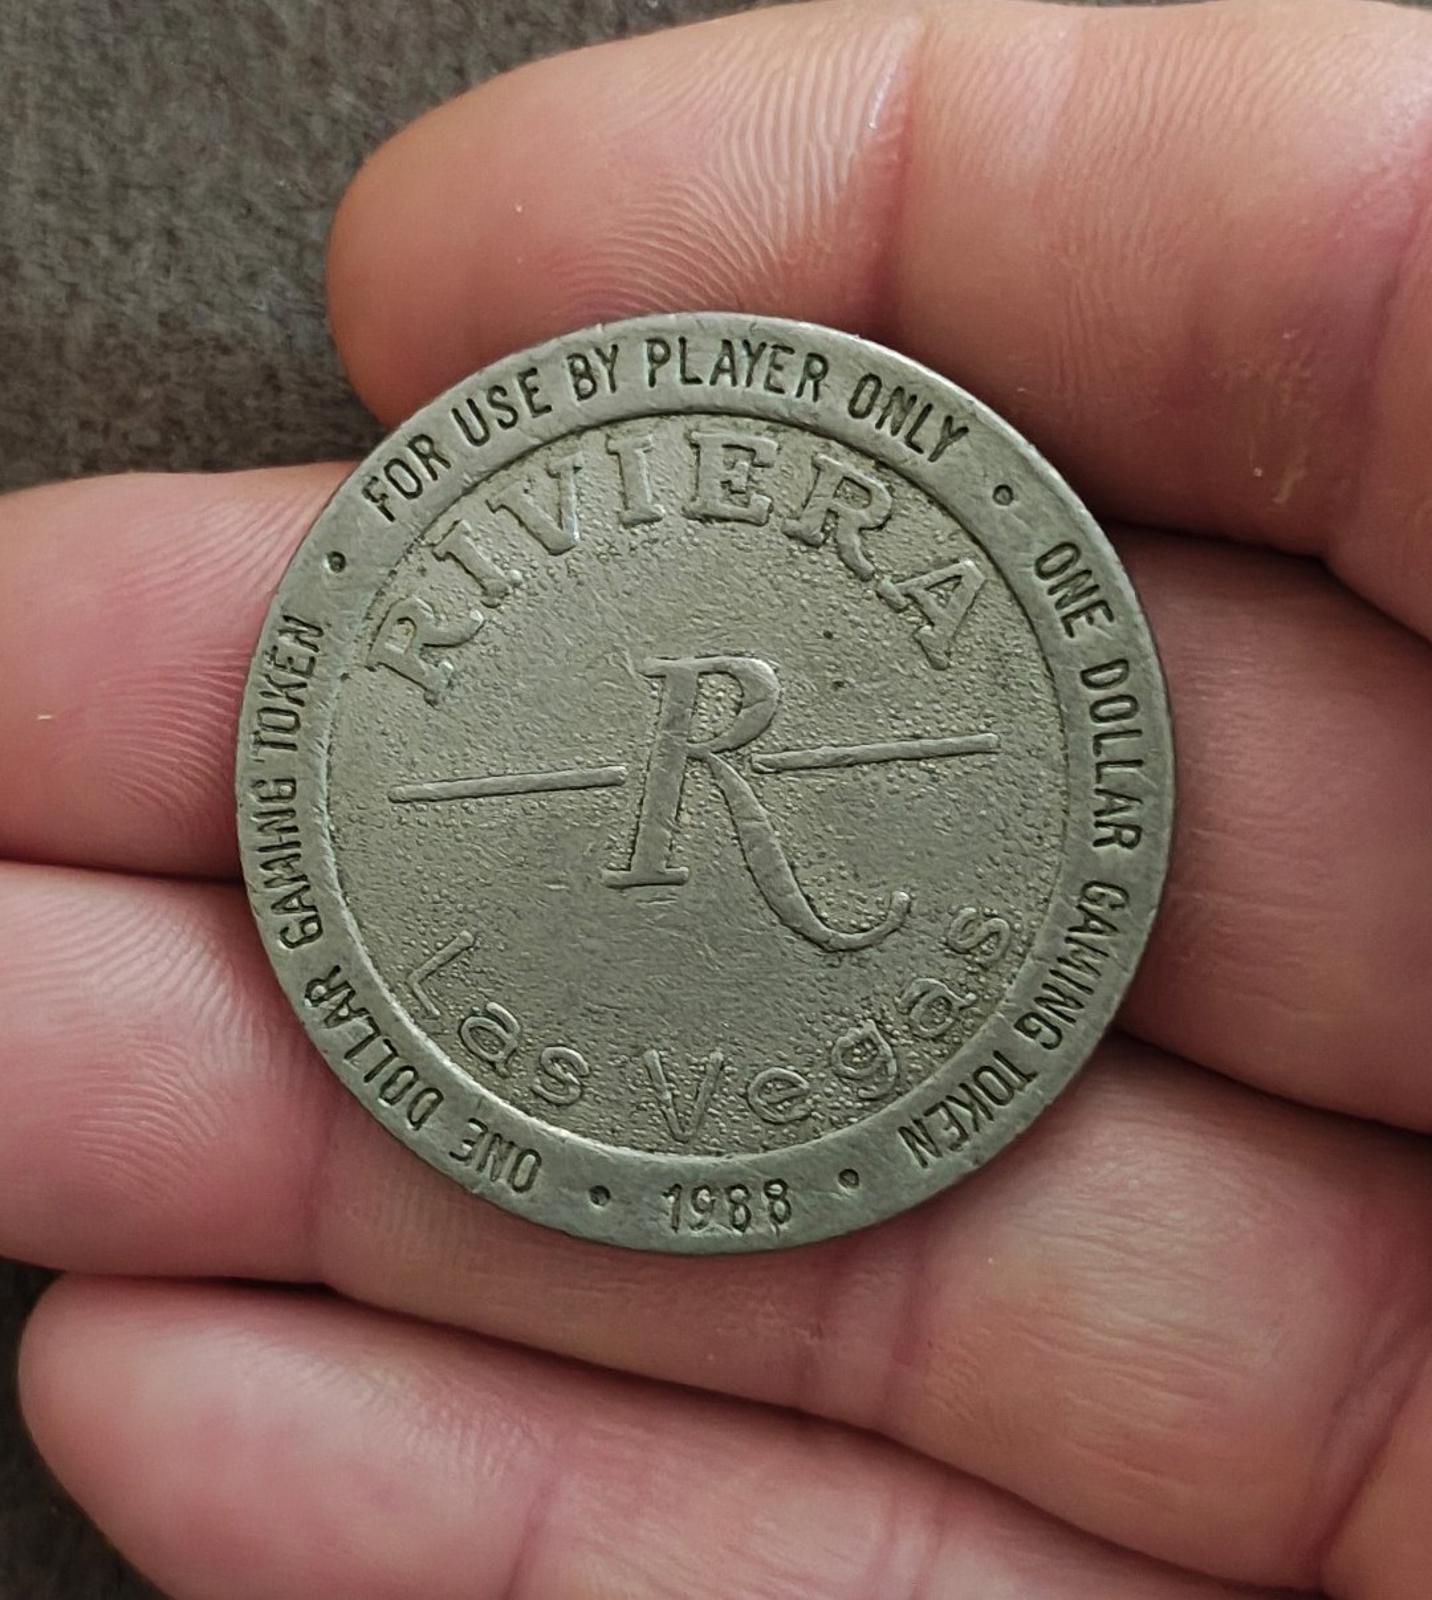 FOR USE BY PLAYER ONLY
• ONE DOLLAR GAMING TOKEN
• 1988 •
ONE DOLLAR GAMING TOKEN •
RIVIERA
R
Las Vegas